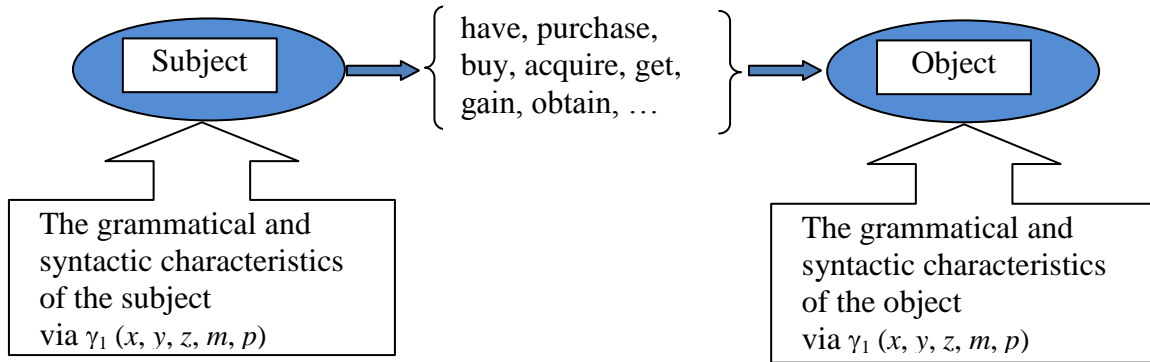 Subject
have, purchase,
buy, acquire, get,
gain, obtain, …
Object
The grammatical and
syntactic characteristics
of the subject
via γ₁ (x, y, z, m, p)
The grammatical and
syntactic characteristics
of the object
via γ₁ (x, y, z, m, p)